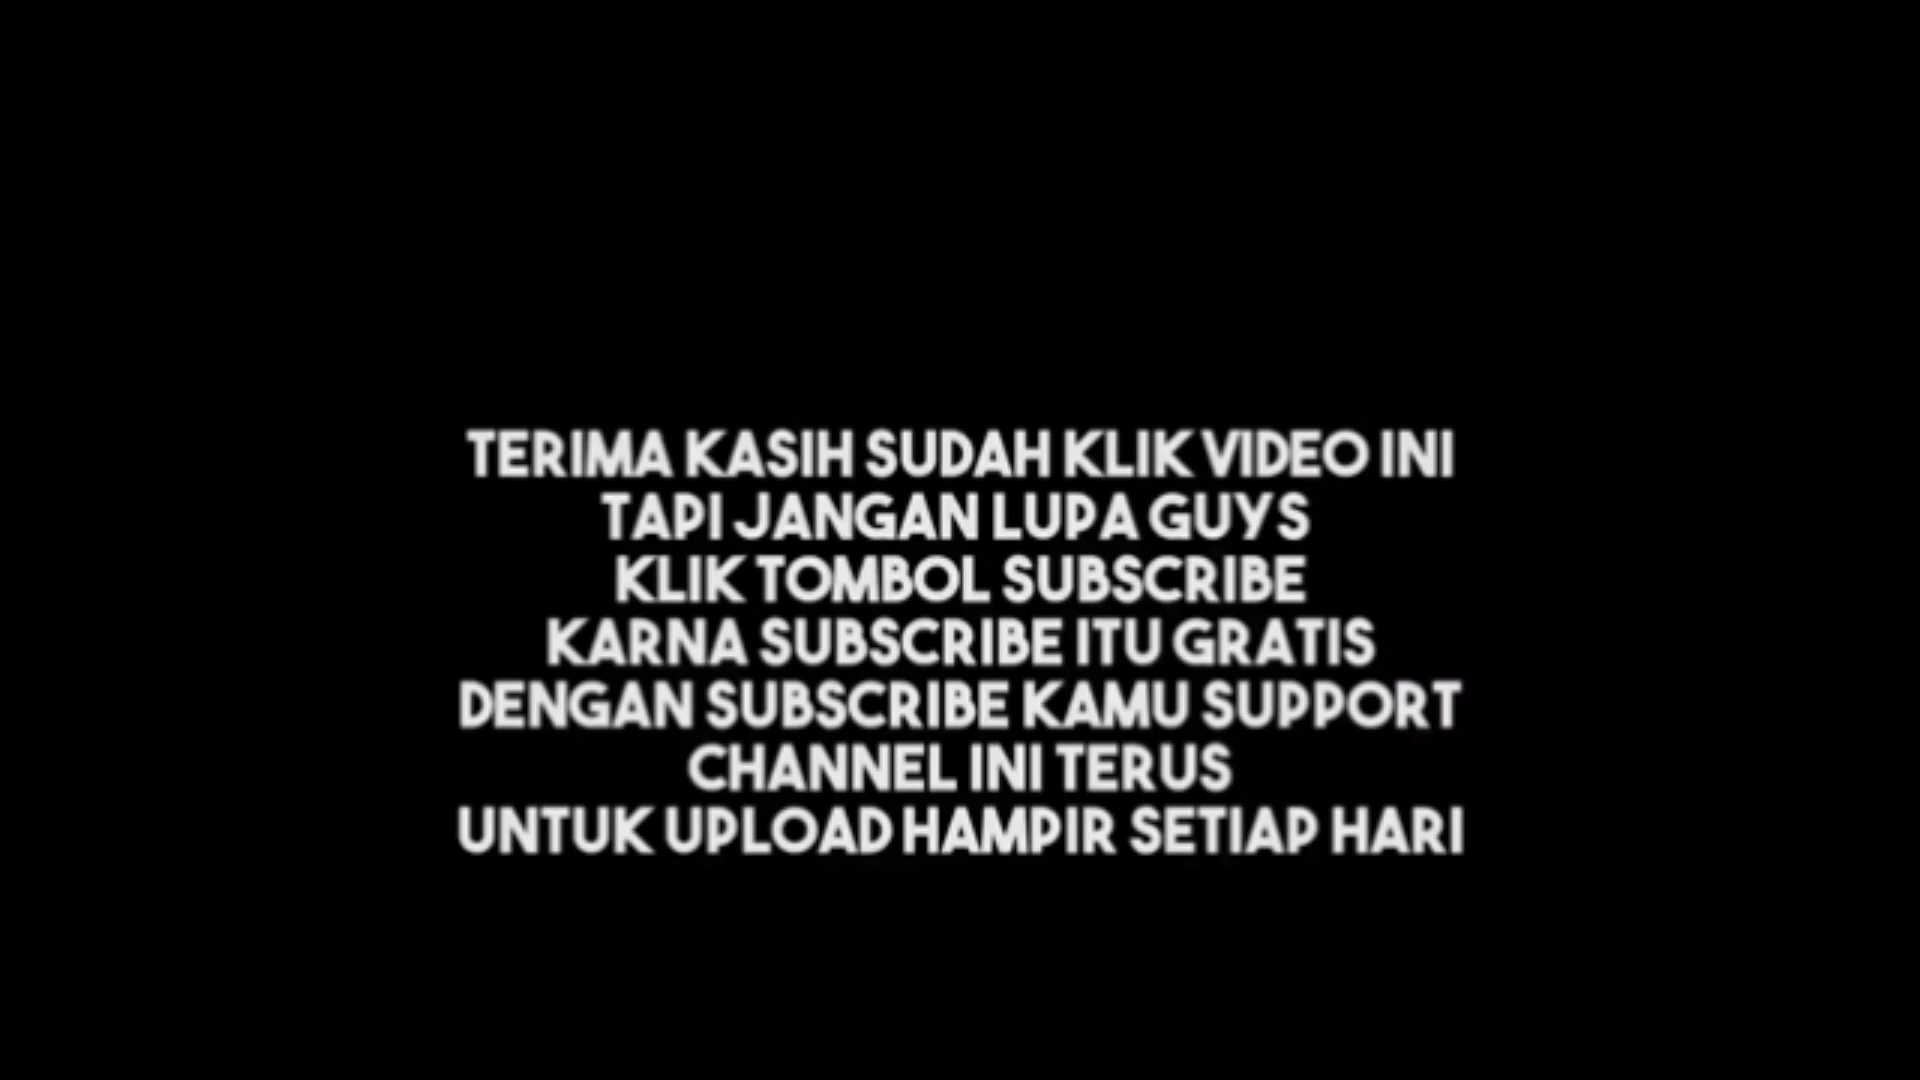 TERIMA KASIH SUDAH KLIK VIDEO INI
TAPI JANGAN LUPA GUYS
KLIK TOMBOL SUBSCRIBE
KARNA SUBSCRIBE ITU GRATIS
DENGAN SUBSCRIBE KAMU SUPPORT
CHANNEL INI TERUS
UNTUK UPLOAD HAMPIR SETIAP HARI